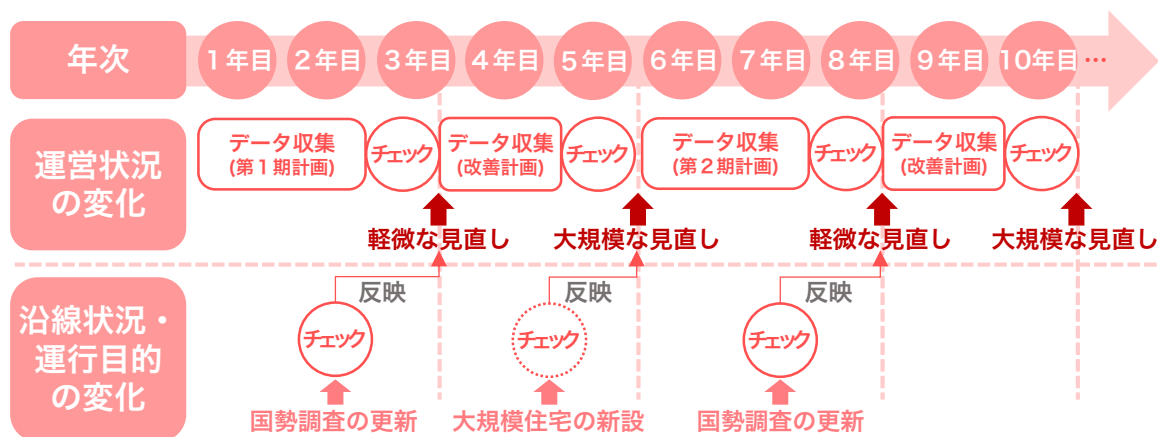 年次
1年目 2年目 3年目 4年目 5年目 6年目 7年目 8年目 9年目 10年目 …
運営状況
の変化
データ収集
(第1期計画)
チェック
データ収集
(改善計画)
チェック
データ収集
(第2期計画)
チェック
データ収集
(改善計画)
チェック
軽微な見直し
大規模な見直し
軽微な見直し
大規模な見直し
沿線状況・
運行目的
の変化
反映
反映
反映
チェック
チェック
チェック
国勢調査の更新
大規模住宅の新設
国勢調査の更新